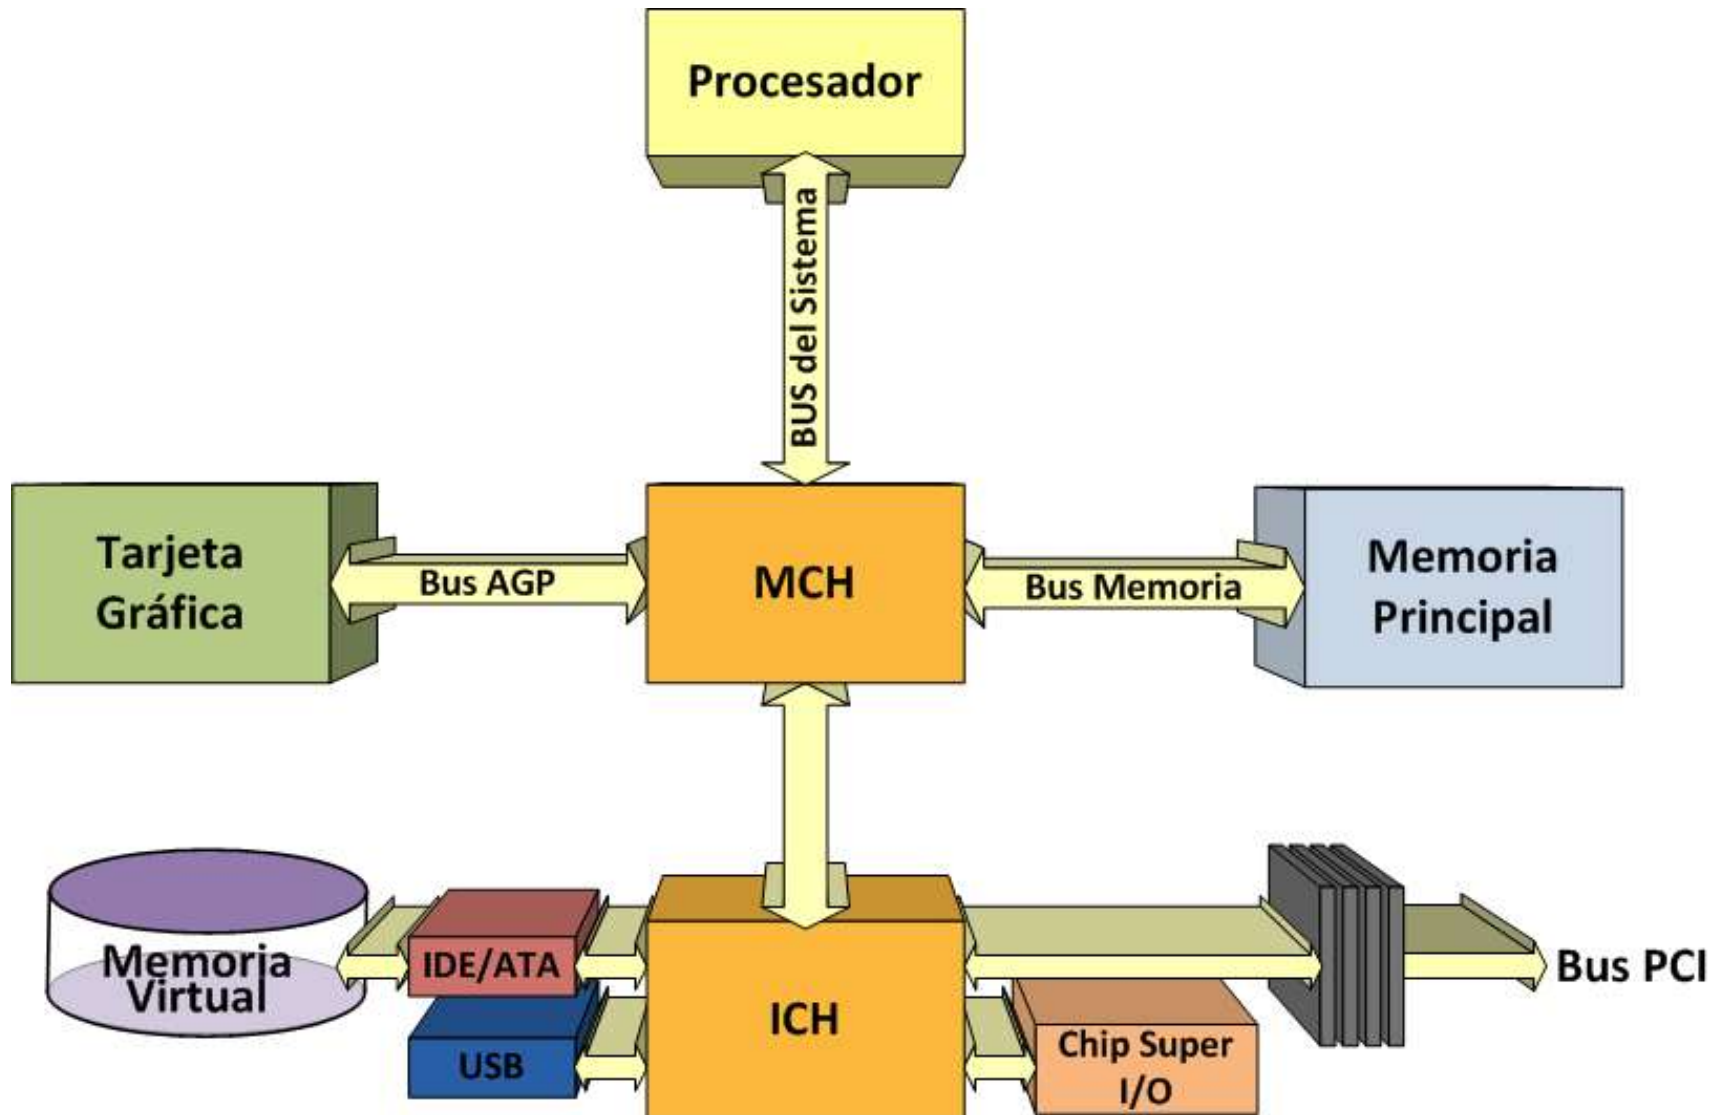 Procesador
BUS del Sistema
Tarjeta
Gráfica
Bus AGP
MCH
Bus Memoria
Memoria
Principal
Memoria
Virtual
IDE/ATA
USB
ICH
Chip Super
I/O
Bus PCI